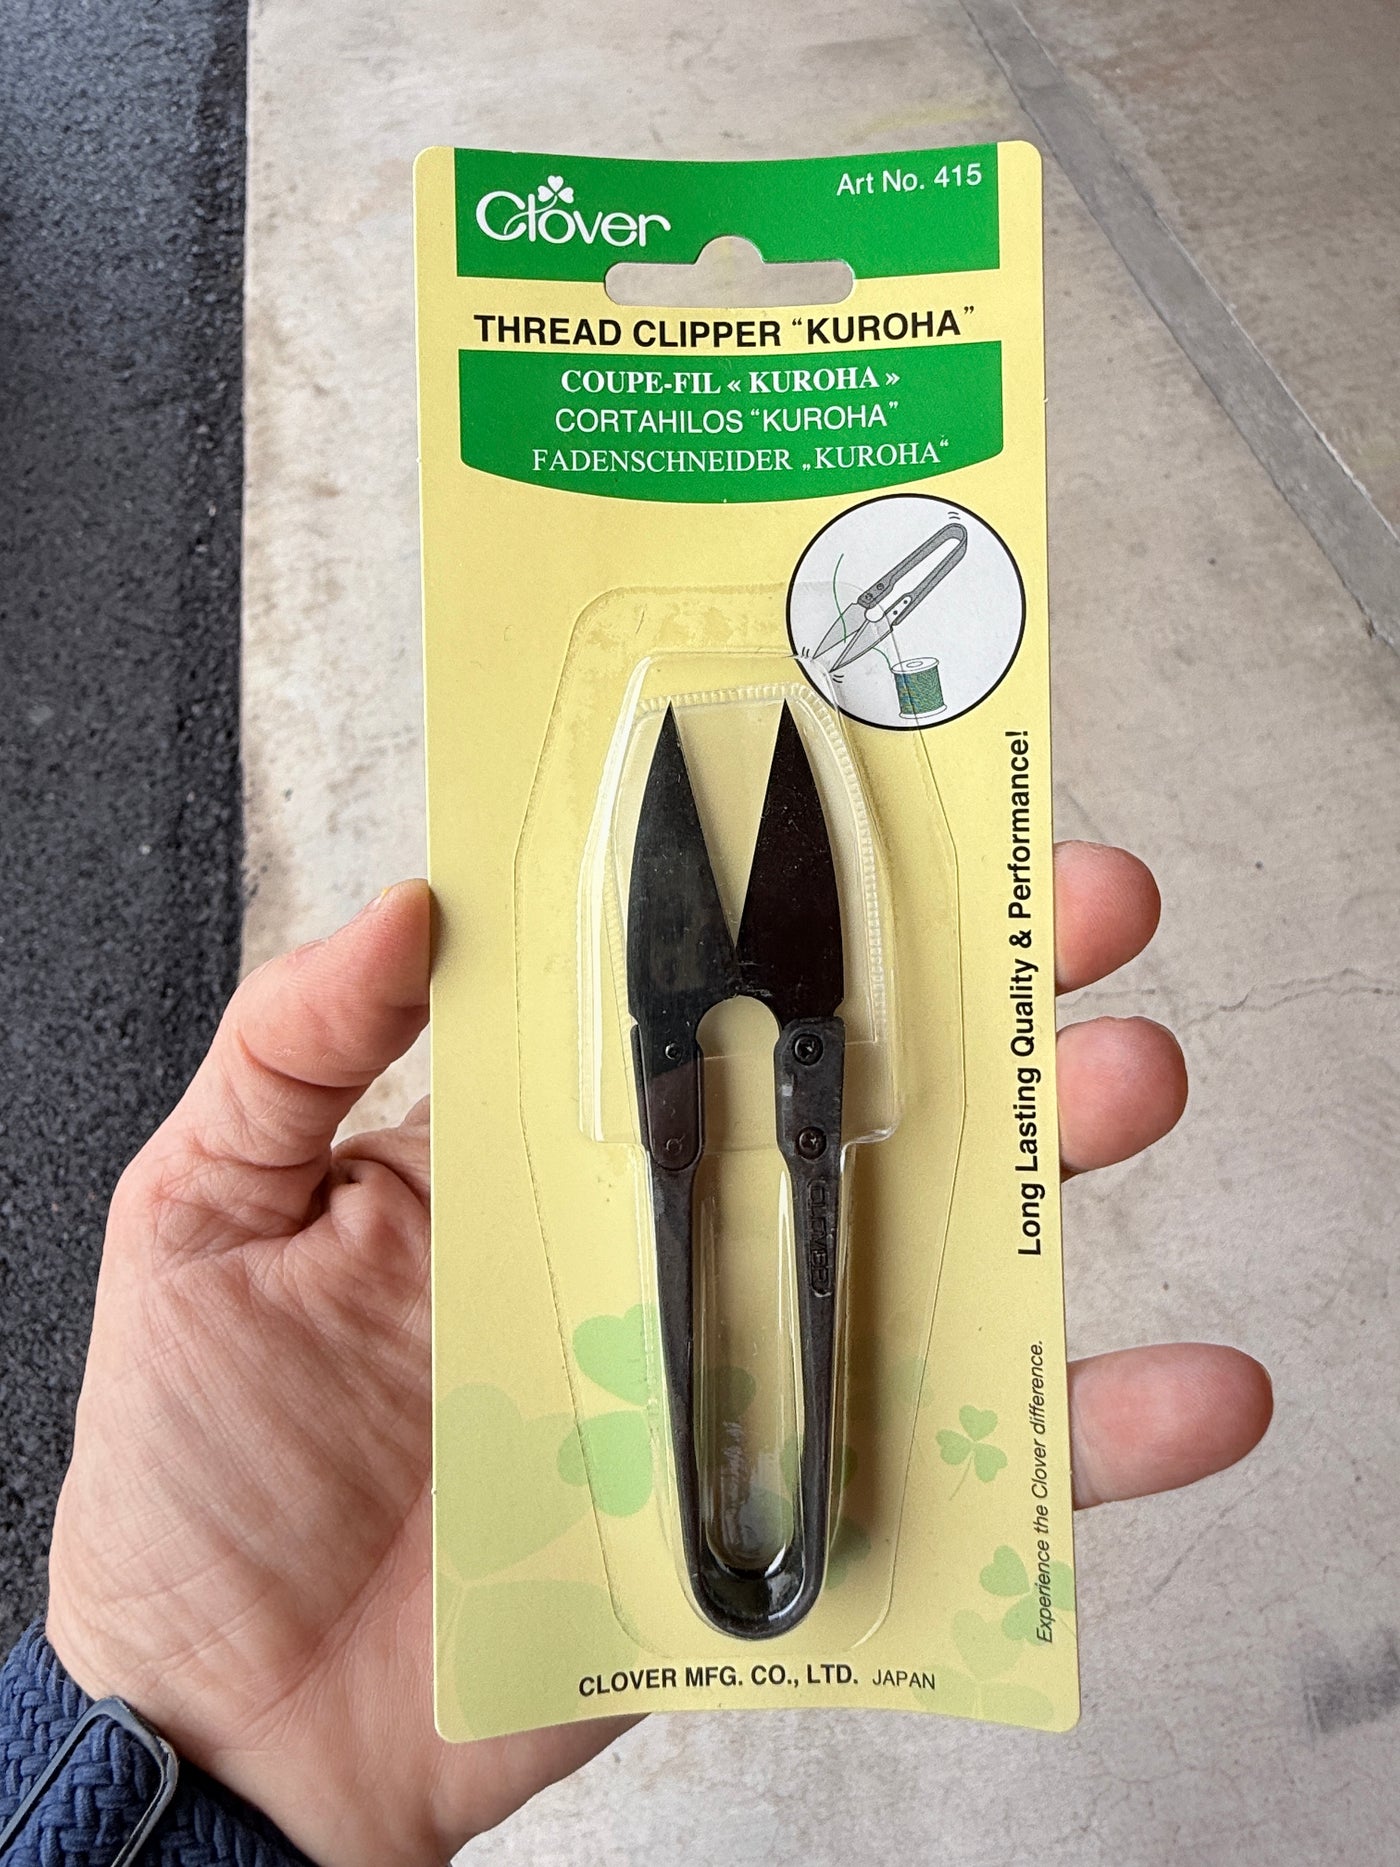 Clover
Art No. 415
THREAD CLIPPER “KUROHA”
COUPE-FIL « KUROHA »
CORTAHILOS “KUROHA”
FADENSCHNEIDER „KUROHA“
Long Lasting Quality & Performance!
CLOVER
Experience the Clover difference.
CLOVER MFG. CO., LTD. JAPAN